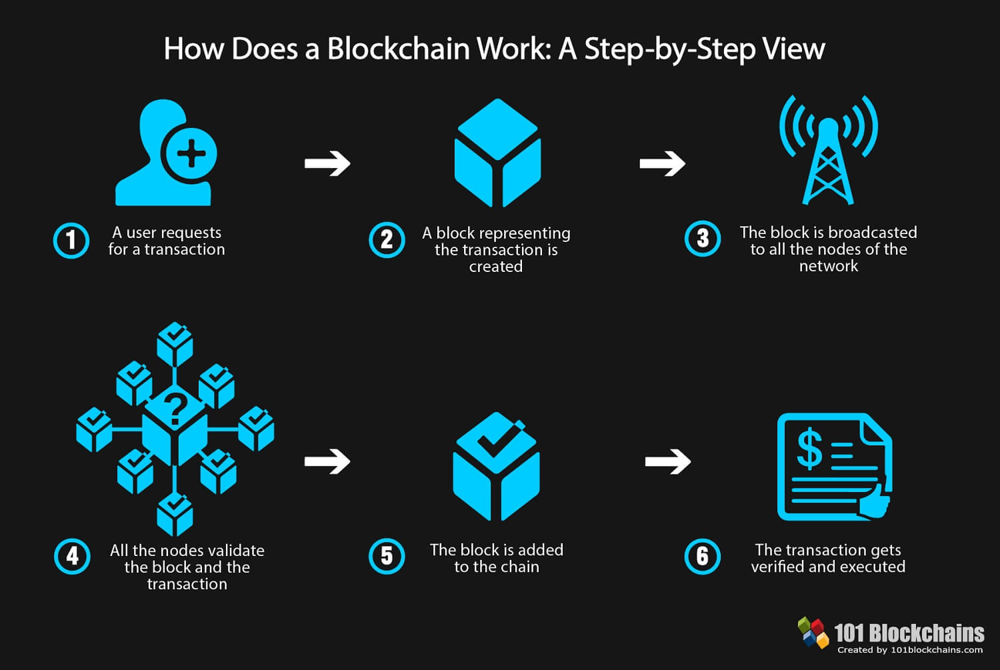 How Does a Blockchain Work: A Step-by-Step View
1
A user requests
for a transaction
2
A block representing
the transaction is
created
3
The block is broadcasted
to all the nodes of the
network
?
4
All the nodes validate
the block and the
transaction
5
The block is added
to the chain
$
6
The transaction gets
verified and executed
101 Blockchains
Created by 101blockchains.com